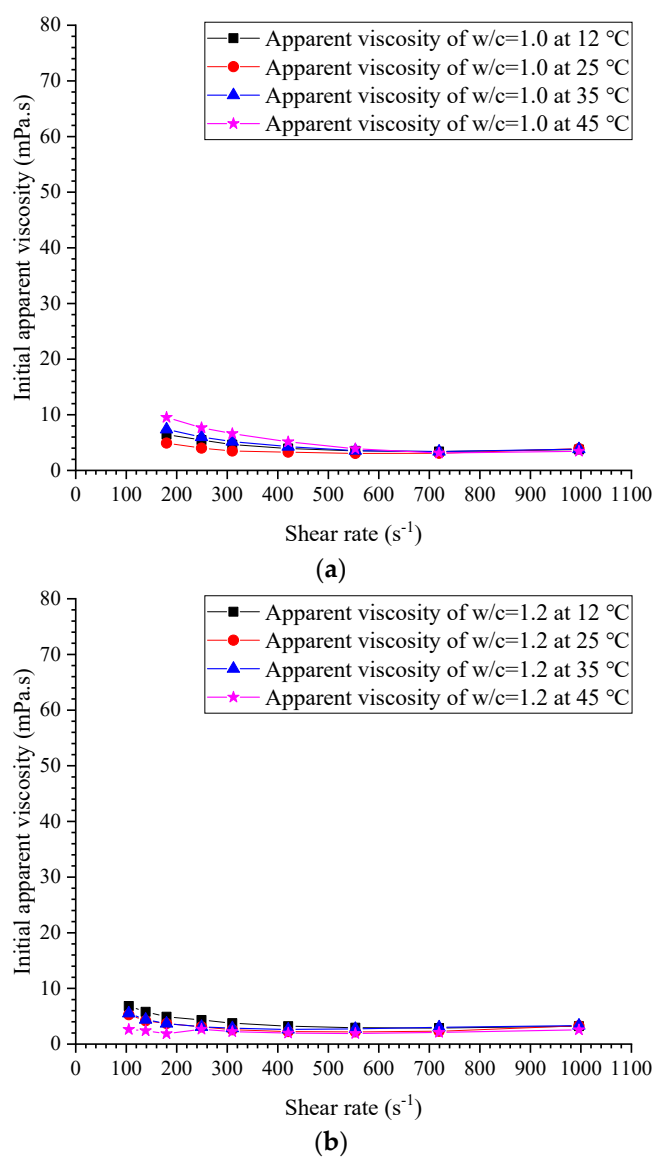 80
70
60
50
40
30
20
10
0
Initial apparent viscosity (mPa.s)
Apparent viscosity of w/c=1.0 at 12 ℃
Apparent viscosity of w/c=1.0 at 25 ℃
Apparent viscosity of w/c=1.0 at 35 ℃
Apparent viscosity of w/c=1.0 at 45 ℃
0 100 200 300 400 500 600 700 800 900 1000 1100
Shear rate (s⁻¹)
(a)
80
70
60
50
40
30
20
10
0
Initial apparent viscosity (mPa.s)
Apparent viscosity of w/c=1.2 at 12 ℃
Apparent viscosity of w/c=1.2 at 25 ℃
Apparent viscosity of w/c=1.2 at 35 ℃
Apparent viscosity of w/c=1.2 at 45 ℃
0 100 200 300 400 500 600 700 800 900 1000 1100
Shear rate (s⁻¹)
(b)